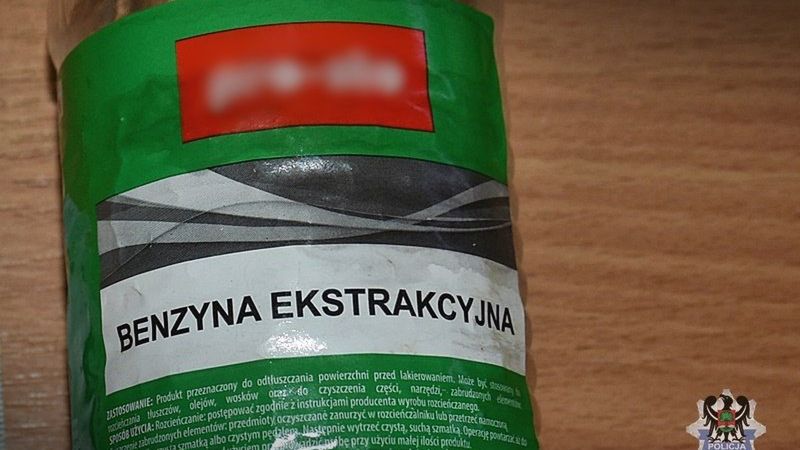 BENZYNA EKSTRAKCYJNA
ZASTOSOWANIE: Produkt przeznaczony do odtłuszczania powierzchni przed lakierowaniem. Może być stosowany do
rozcieńczania tłuszczów, olejów, wosków oraz do czyszczenia części, narzędzi, zabrudzonych elementów.
SPOSÓB UŻYCIA: Rozcieńczanie: postępować zgodnie z instrukcjami producenta wyrobu rozcieńczanego.
zabrudzonych elementów: przedmioty oczyszczane zanurzyć w rozcieńczalniku lub przetrzeć namoczoną
szmatką albo czystym pędzlem. Następnie wytrzeć czystą, suchą szmatką. Operację powtarzać aż do
próbę przy użyciu małej ilości produktu.
POLICJA